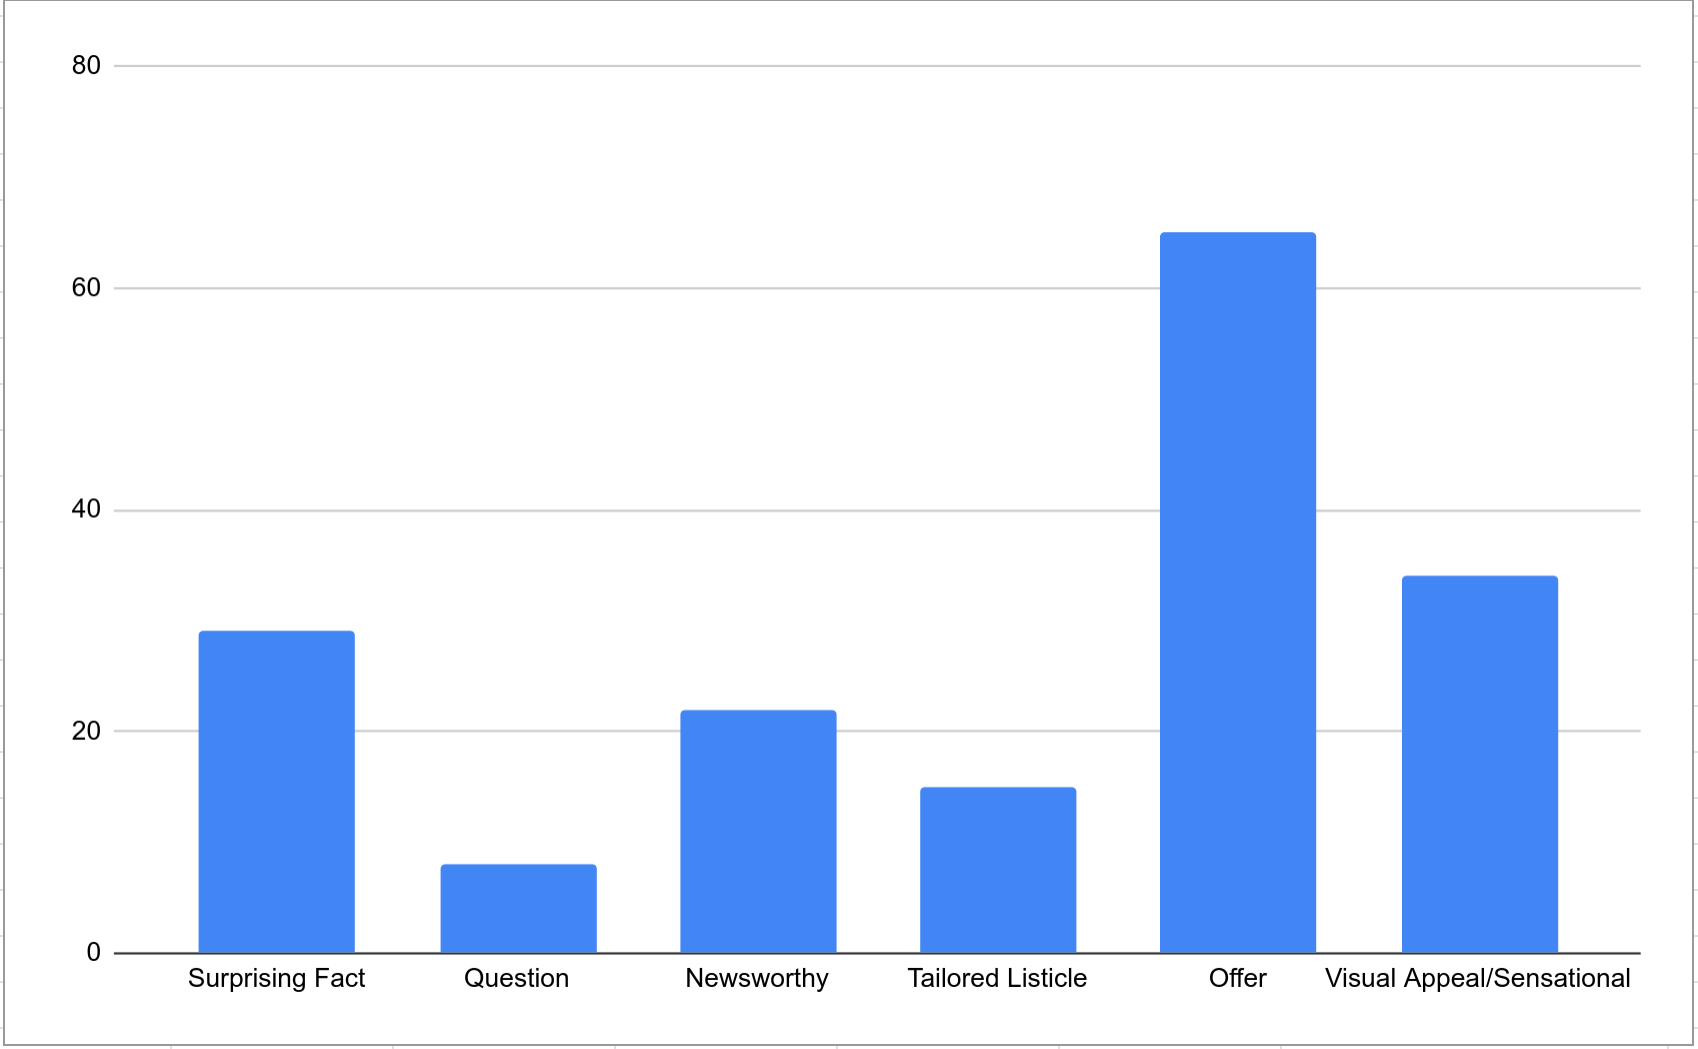 80
60
40
20
0
Surprising Fact
Question
Newsworthy
Tailored Listicle
Offer
Visual Appeal/Sensational